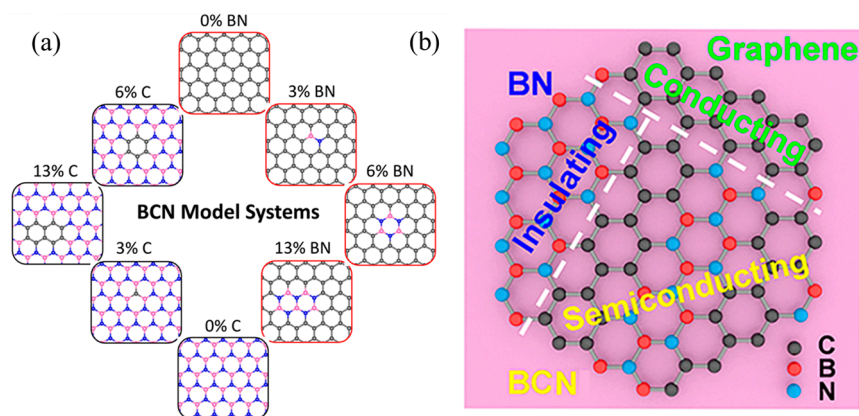 (a)
0% BN
(b)
6% C
3% BN
13% C
BCN Model Systems
6% BN
3% C
13% BN
0% C
Graphene
BN
Conducting
Insulating
Semiconducting
BCN
C
B
N